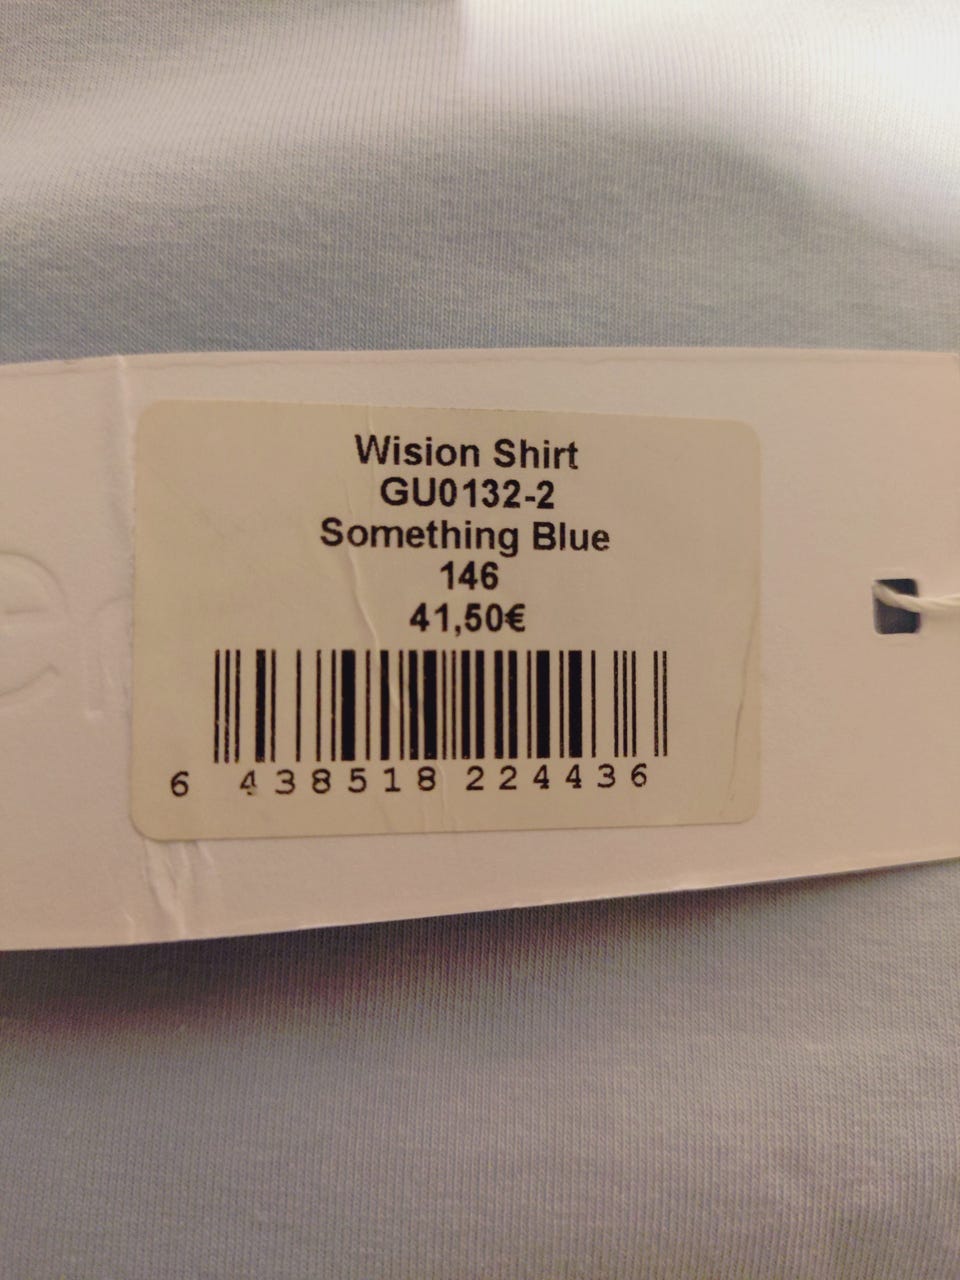 Wision Shirt
GU0132-2
Something Blue
146
41,50€
6 438518 224436